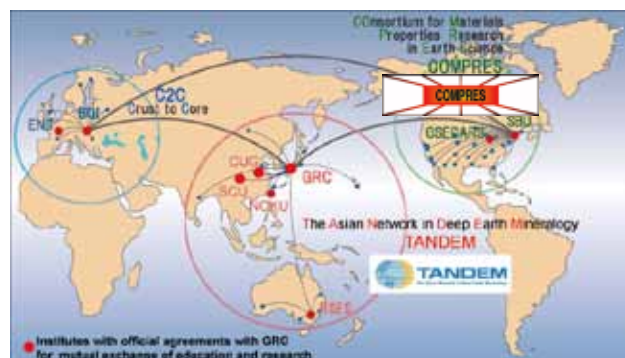 COnsortium for Materials
Properties Research
in Earth Science
COMPRES
COMPRES
C2C
Crust to Core
ENS
BGI
GSECARS
SBU
CUG
GRC
SCU
NCKU
The Asian Network in Deep Earth Mineralogy
TANDEM
TANDEM
RSES
Institutes with official agreements with GRC
for mutual exchange of education and research